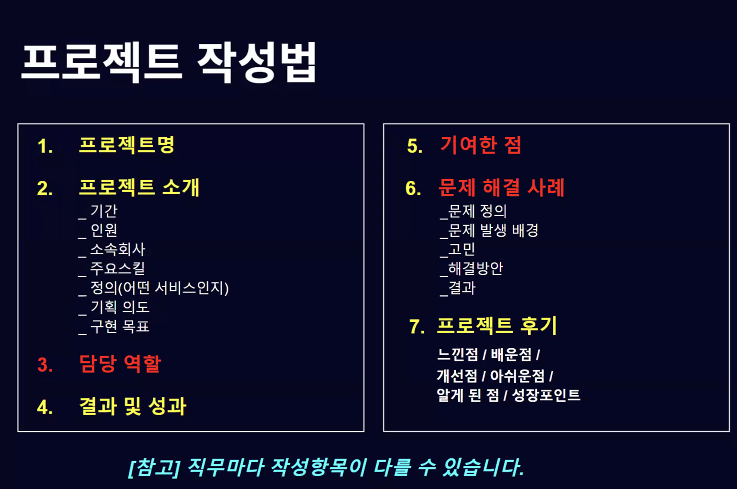 프로젝트 작성법
1. 프로젝트명
2. 프로젝트 소개
_ 기간
_ 인원
_ 소속회사
_ 주요스킬
_ 정의(어떤 서비스인지)
_ 기획 의도
_ 구현 목표
3. 담당 역할
4. 결과 및 성과
5. 기여한 점
6. 문제 해결 사례
_문제 정의
_문제 발생 배경
_고민
_해결방안
_결과
7. 프로젝트 후기
느낀점 / 배운점 /
개선점 / 아쉬운점 /
알게 된 점 / 성장포인트
[참고] 직무마다 작성항목이 다를 수 있습니다.